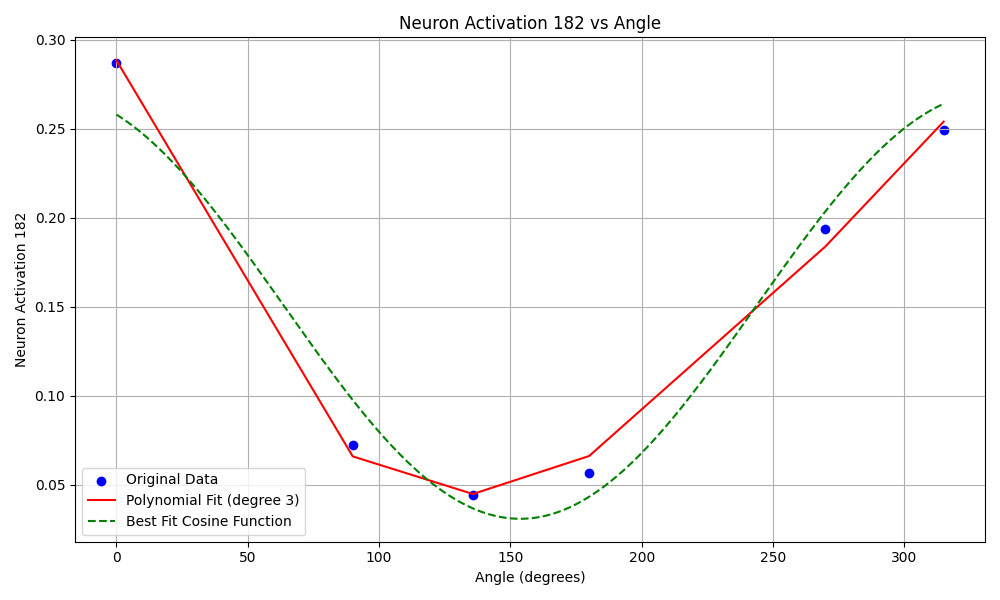 Neuron Activation 182 vs Angle
Neuron Activation 182
0.30
0.25
0.20
0.15
0.10
0.05
Original Data
Polynomial Fit (degree 3)
Best Fit Cosine Function
0 50 100 150 200 250 300
Angle (degrees)